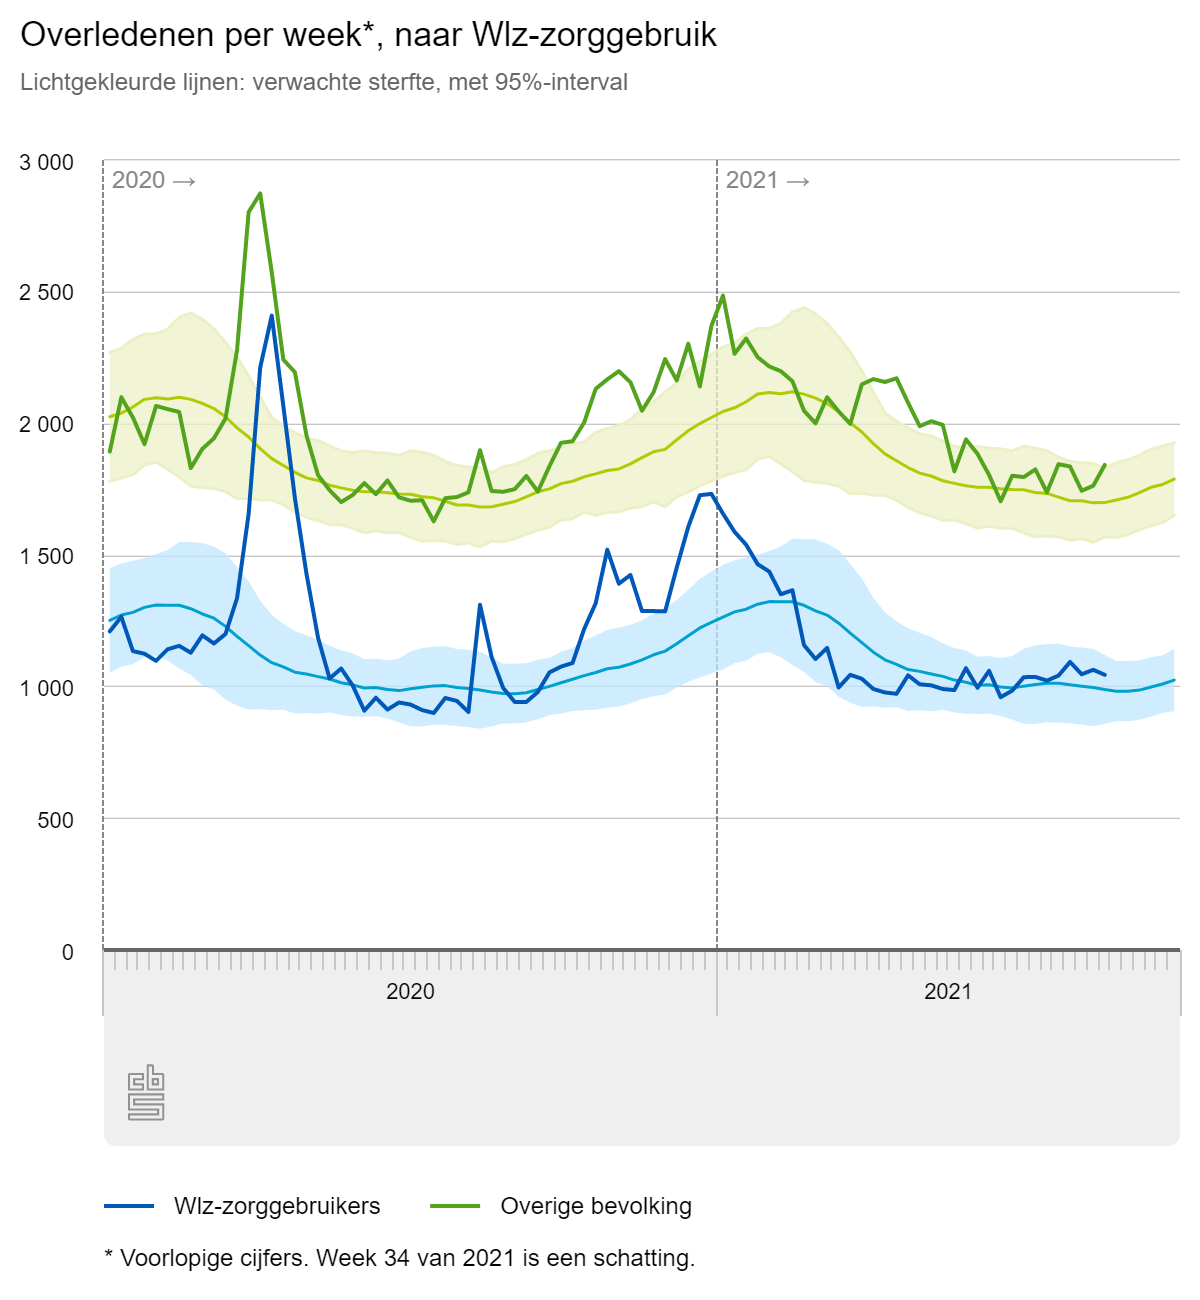 Overledenen per week*, naar Wlz-zorggebruik
Lichtgekleurde lijnen: verwachte sterfte, met 95%-interval
3 000
2020 →
2021 →
2 500
2 000
1 500
1 000
500
0
2020
2021
cbs
Wlz-zorggebruikers
Overige bevolking
* Voorlopige cijfers. Week 34 van 2021 is een schatting.